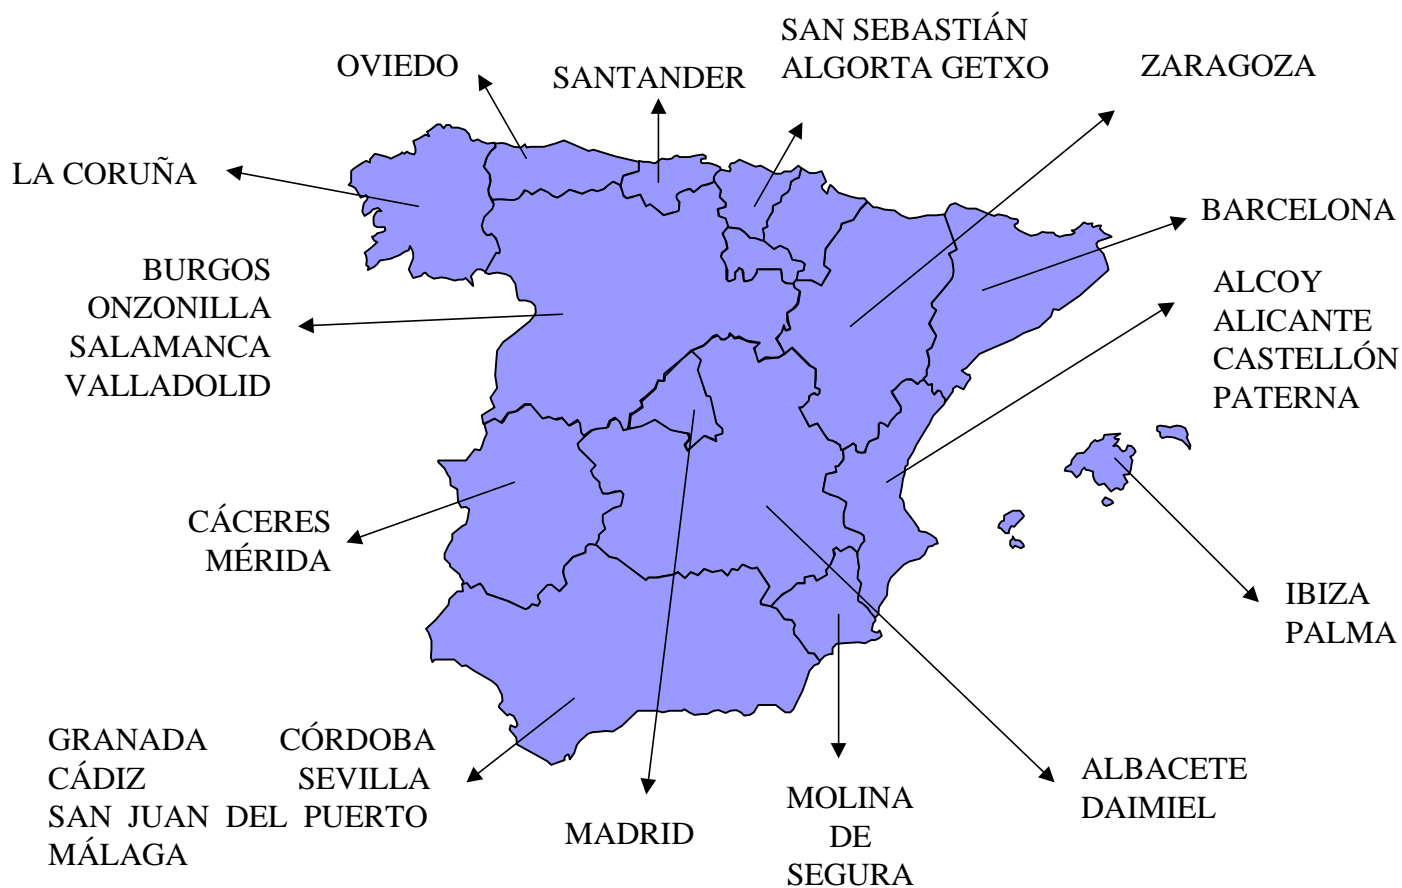 SAN SEBASTIÁN
ALGORTA GETXO
OVIEDO
SANTANDER
ZARAGOZA
LA CORUÑA
BARCELONA
BURGOS
ONZONILLA
SALAMANCA
VALLADOLID
ALCOY
ALICANTE
CASTELLÓN
PATERNA
CÁCERES
MÉRIDA
IBIZA
PALMA
GRANADA CÓRDOBA
CÁDIZ SEVILLA
SAN JUAN DEL PUERTO
MÁLAGA
MADRID
MOLINA
DE
SEGURA
ALBACETE
DAIMIEL